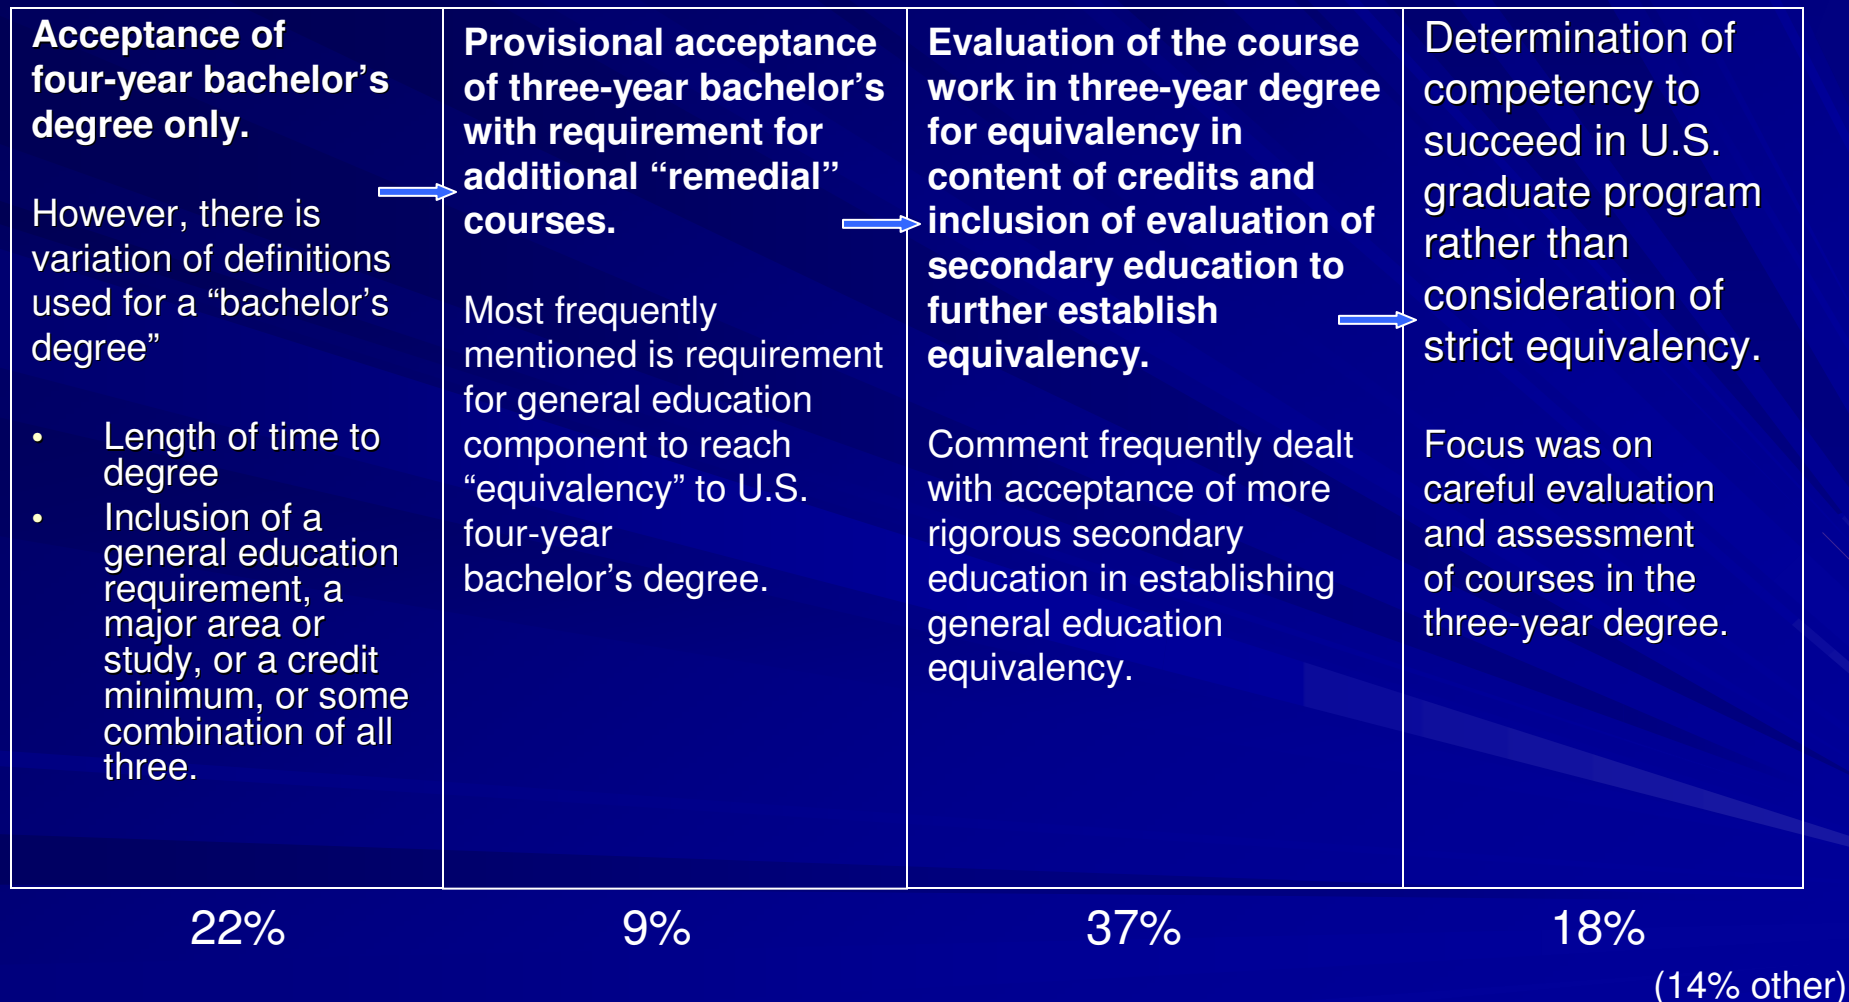 Acceptance of
four-year bachelor’s
degree only.
However, there is
variation of definitions
used for a “bachelor’s
degree”
• Length of time to
degree
• Inclusion of a
general education
requirement, a
major area or
study, or a credit
minimum, or some
combination of all
three.
22%
Provisional acceptance
of three-year bachelor’s
with requirement for
additional “remedial”
courses.
Most frequently
mentioned is requirement
for general education
component to reach
“equivalency” to U.S.
four-year
bachelor’s degree.
9%
Evaluation of the course
work in three-year degree
for equivalency in
content of credits and
inclusion of evaluation of
secondary education to
further establish
equivalency.
Comment frequently dealt
with acceptance of more
rigorous secondary
education in establishing
general education
equivalency.
37%
Determination of
competency to
succeed in U.S.
graduate program
rather than
consideration of
strict equivalency.
Focus was on
careful evaluation
and assessment
of courses in the
three-year degree.
18%
(14% other)